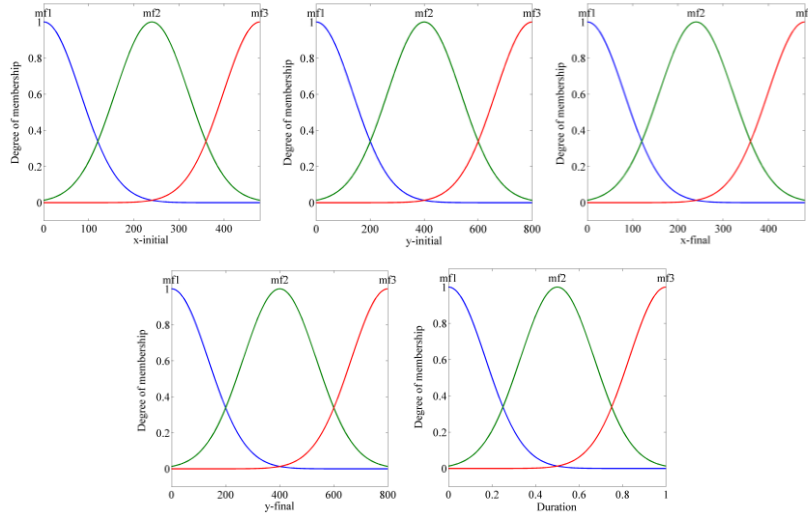 mf1 mf2 mf3
1
0.8
0.6
0.4
0.2
0
Degree of membership
0 100 200 300 400
x-initial
mf1 mf2 mf3
1
0.8
0.6
0.4
0.2
0
Degree of membership
0 200 400 600 800
y-initial
mf1 mf2 mf
1
0.8
0.6
0.4
0.2
0
Degree of membership
0 100 200 300 400
x-final
mf1 mf2 mf3
1
0.8
0.6
0.4
0.2
0
Degree of membership
0 200 400 600 800
y-final
mf1 mf2 mf3
1
0.8
0.6
0.4
0.2
0
Degree of membership
0 0.2 0.4 0.6 0.8 1
Duration